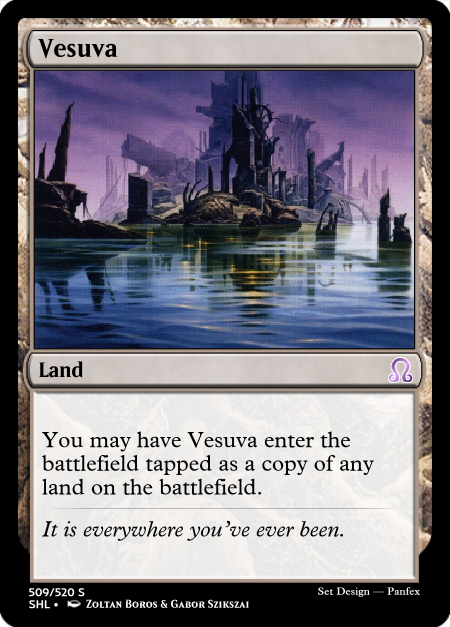 Vesuva
Land
You may have Vesuva enter the
battlefield tapped as a copy of any
land on the battlefield.
It is everywhere you've ever been.
509/520 S
Set Design — Panfex
SHL • Zoltan Boros & Gabor Szikszai